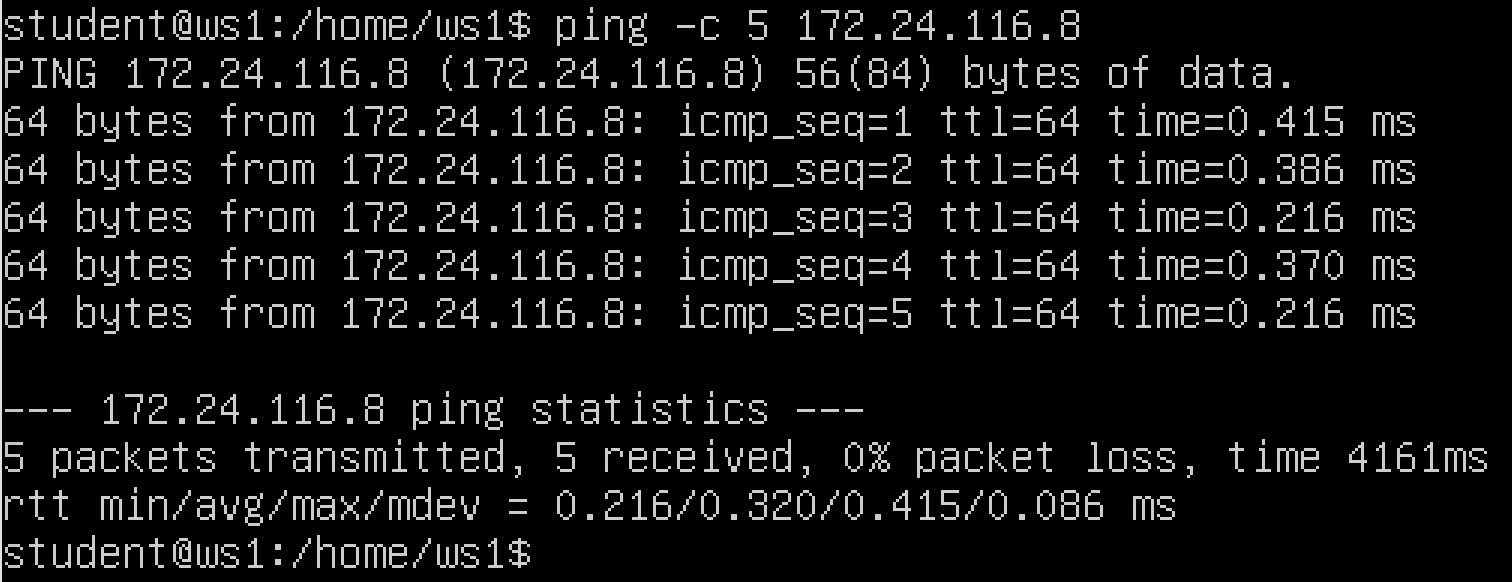 student@ws1:/home/ws1$ ping -c 5 172.24.116.8
PING 172.24.116.8 (172.24.116.8) 56(84) bytes of data.
64 bytes from 172.24.116.8: icmp_seq=1 ttl=64 time=0.415 ms
64 bytes from 172.24.116.8: icmp_seq=2 ttl=64 time=0.386 ms
64 bytes from 172.24.116.8: icmp_seq=3 ttl=64 time=0.216 ms
64 bytes from 172.24.116.8: icmp_seq=4 ttl=64 time=0.370 ms
64 bytes from 172.24.116.8: icmp_seq=5 ttl=64 time=0.216 ms
--- 172.24.116.8 ping statistics ---
5 packets transmitted, 5 received, 0% packet loss, time 4161ms
rtt min/avg/max/mdev = 0.216/0.320/0.415/0.086 ms
student@ws1:/home/ws1$